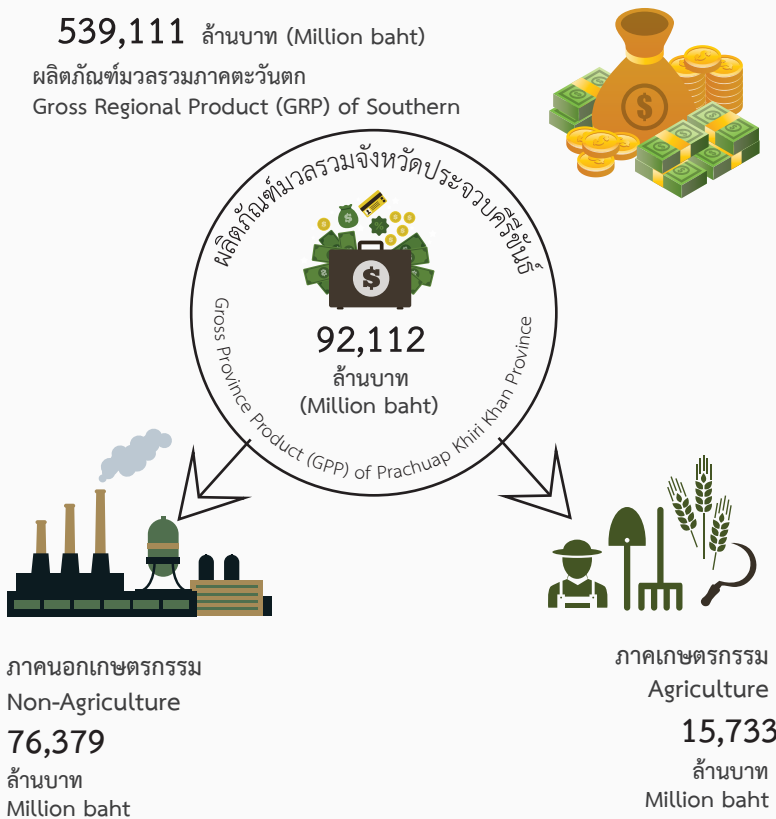 539,111 ล้านบาท (Million baht)
ผลิตภัณฑ์มวลรวมภาคตะวันตก
Gross Regional Product (GRP) of Southern
ผลิตภัณฑ์มวลรวมจังหวัดประจวบคีรีขันธ์
$
$
$
92,112
ล้านบาท
(Million baht)
Gross Province Product (GPP) of Prachuap Khiri Khan Province
ภาคนอกเกษตรกรรม
Non-Agriculture
76,379
ล้านบาท
Million baht
ภาคเกษตรกรรม
Agriculture
15,733
ล้านบาท
Million baht